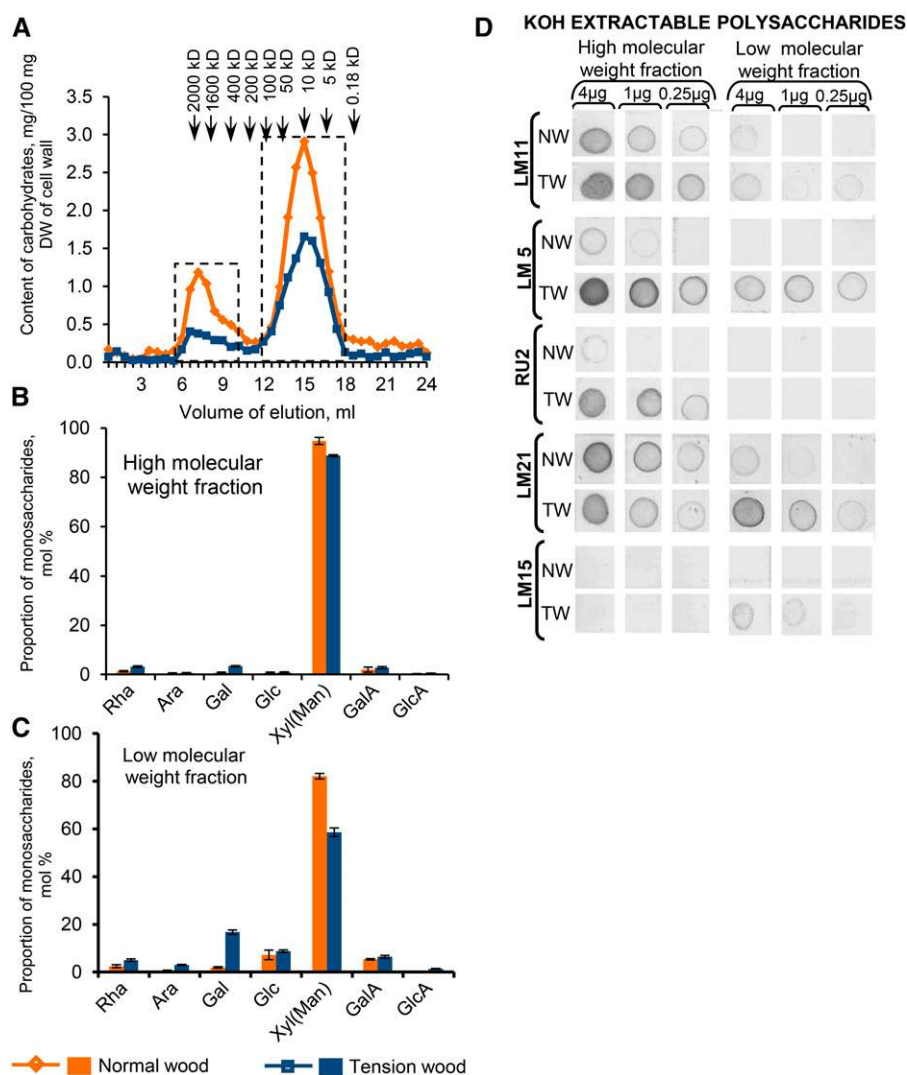 A
2000 kD
1600 kD
400 kD
200 kD
100 kD
50 kD
10 kD
5 kD
0.18 kD
Content of carbohydrates, mg/100 mg
DW of cell wall
3.5
3.0
2.5
2.0
1.5
1.0
0.5
0.0
3 6 9 12 15 18 21 24
Volume of elution, ml
B
High molecular
weight fraction
Proportion of monosaccharides,
mol %
100
80
60
40
20
0
Rha Ara Gal Glc Xyl(Man) GalA GlcA
C
Low molecular
weight fraction
Proportion of monosaccharides,
mol %
100
80
60
40
20
0
Rha Ara Gal Glc Xyl(Man) GalA GlcA
Normal wood Tension wood
D KOH EXTRACTABLE POLYSACCHARIDES
High molecular
weight fraction
Low molecular
weight fraction
4µg 1µg 0.25µg 4µg 1µg 0.25µg
LM11
NW
TW
LM 5
NW
TW
RU2
NW
TW
LM21
NW
TW
LM15
NW
TW